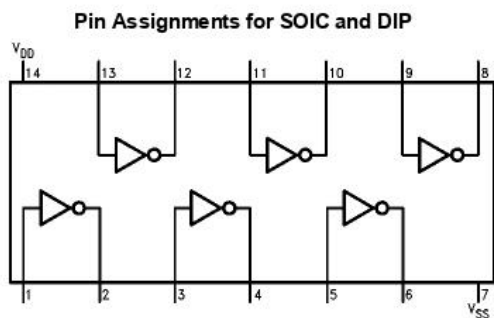 Pin Assignments for SOIC and DIP
VDD
14 13 12 11 10 9 8
1 2 3 4 5 6 7
VSS